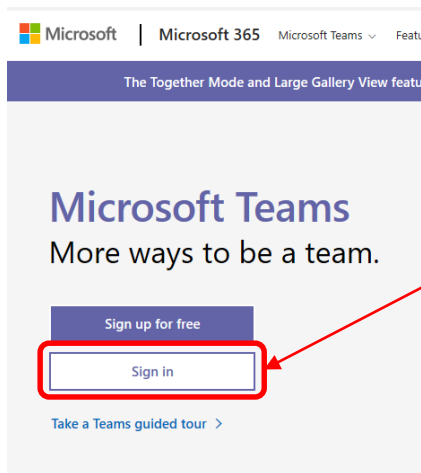 Microsoft | Microsoft 365 Microsoft Teams
The Together Mode and Large Gallery View
Microsoft Teams
More ways to be a team.
Sign up for free
Sign in
Take a Teams guided tour >